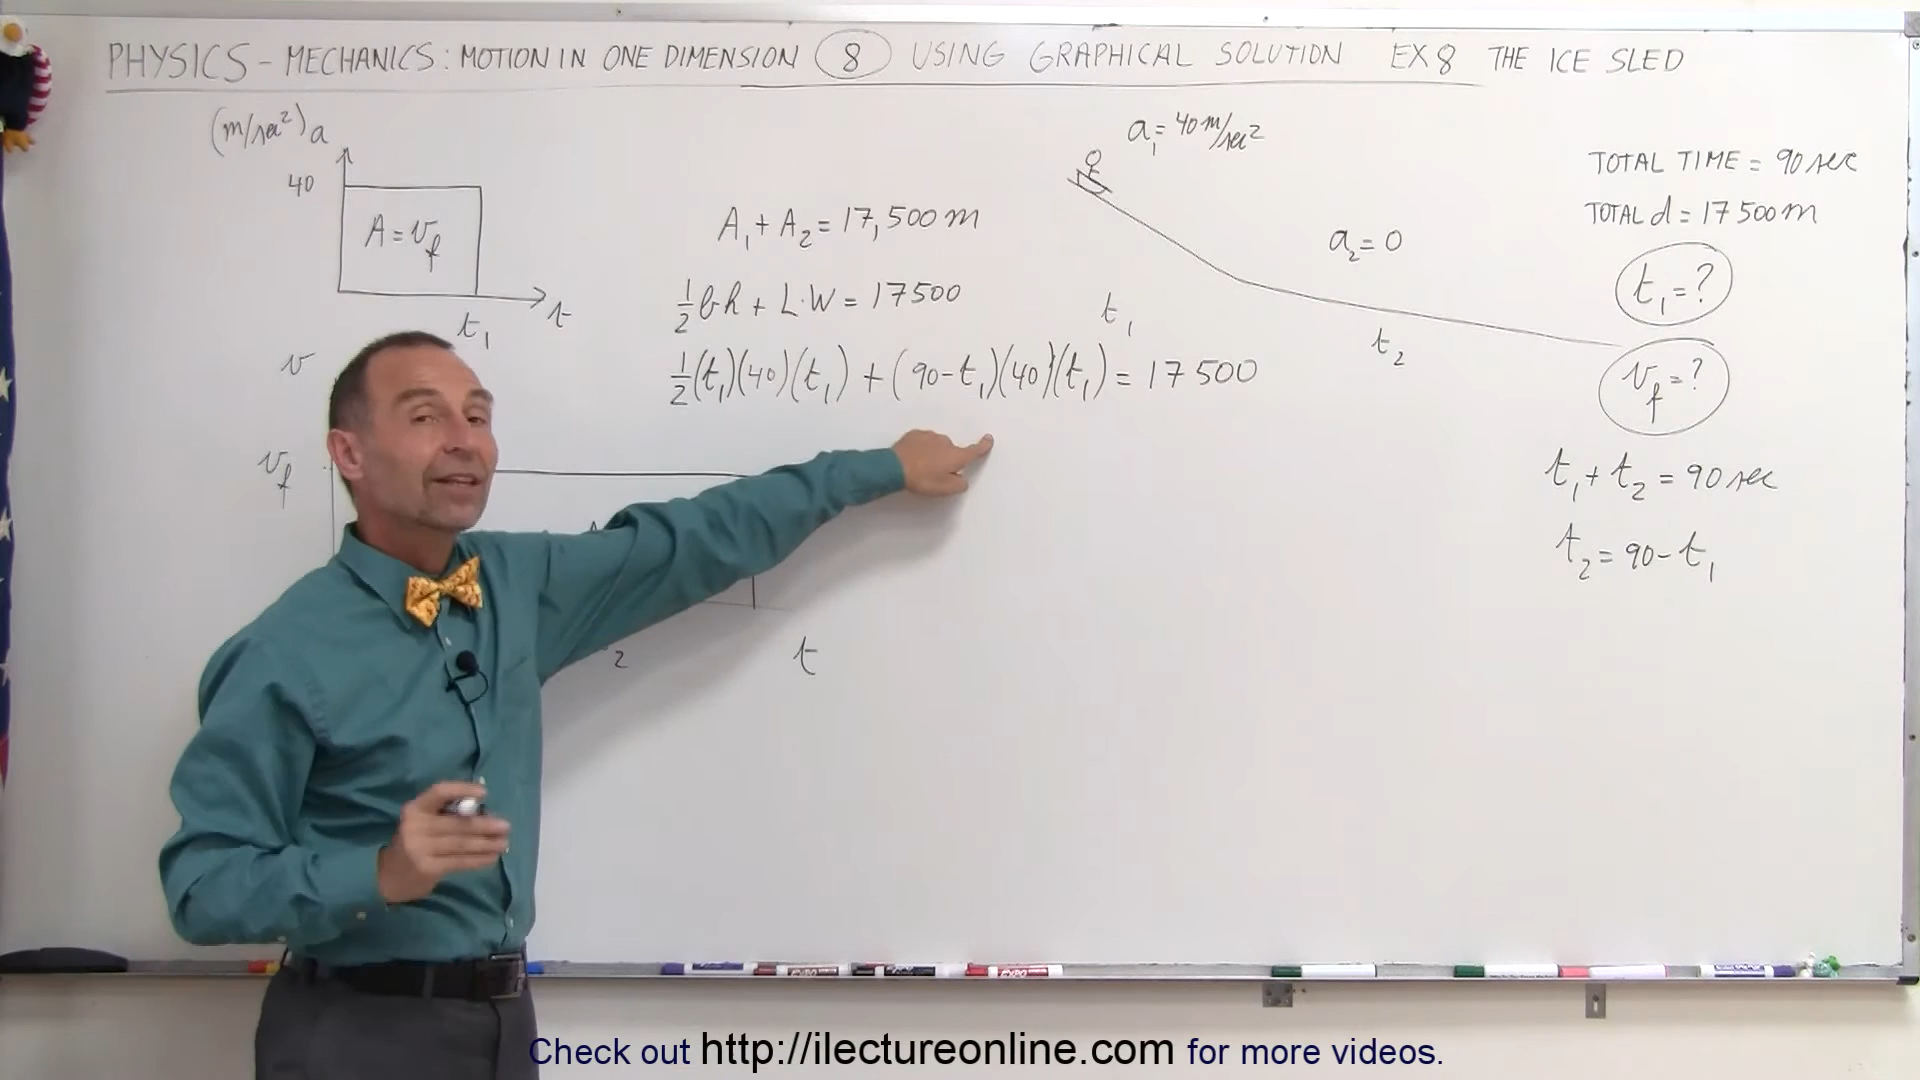 PHYSICS - MECHANICS: MOTION IN ONE DIMENSION 8 USING GRAPHICAL SOLUTION EX 8 THE ICE SLED
(m/sec²) a
40
A = v_f
t₁
t
v
v_f
2
t
A₁ + A₂ = 17,500 m
½ b h + L·W = 17500
½(t₁)(40)(t₁) + (90-t₁)(40)(t₁) = 17500
a₁ = 40 m/sec²
a₂ = 0
t₁
t₂
TOTAL TIME = 90 sec
TOTAL d = 17500 m
t₁ = ?
v_f = ?
t₁ + t₂ = 90 sec
t₂ = 90 - t₁
Check out http://ilectureonline.com for more videos.